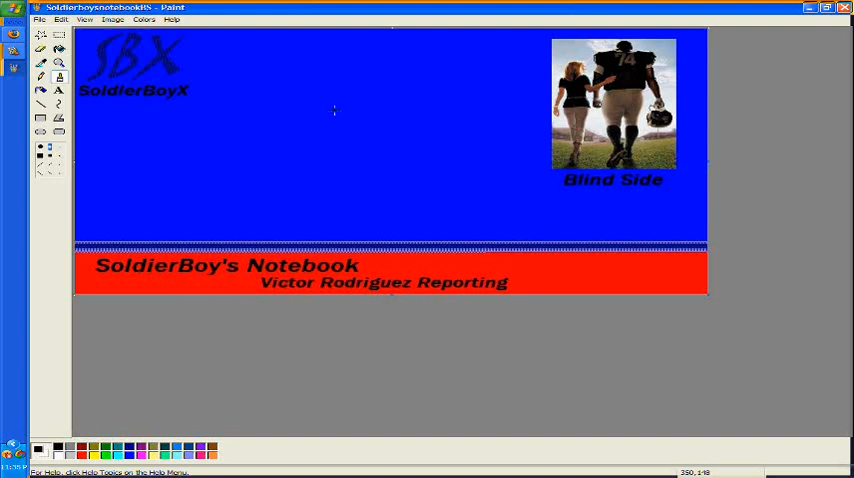 SoldierboysnotebookBS - Paint
File Edit View Image Colors Help
SBX
SoldierBoyX
74
Blind Side
SoldierBoy's Notebook
Victor Rodriguez Reporting
For Help, click Help Topics on the Help Menu.
350,148